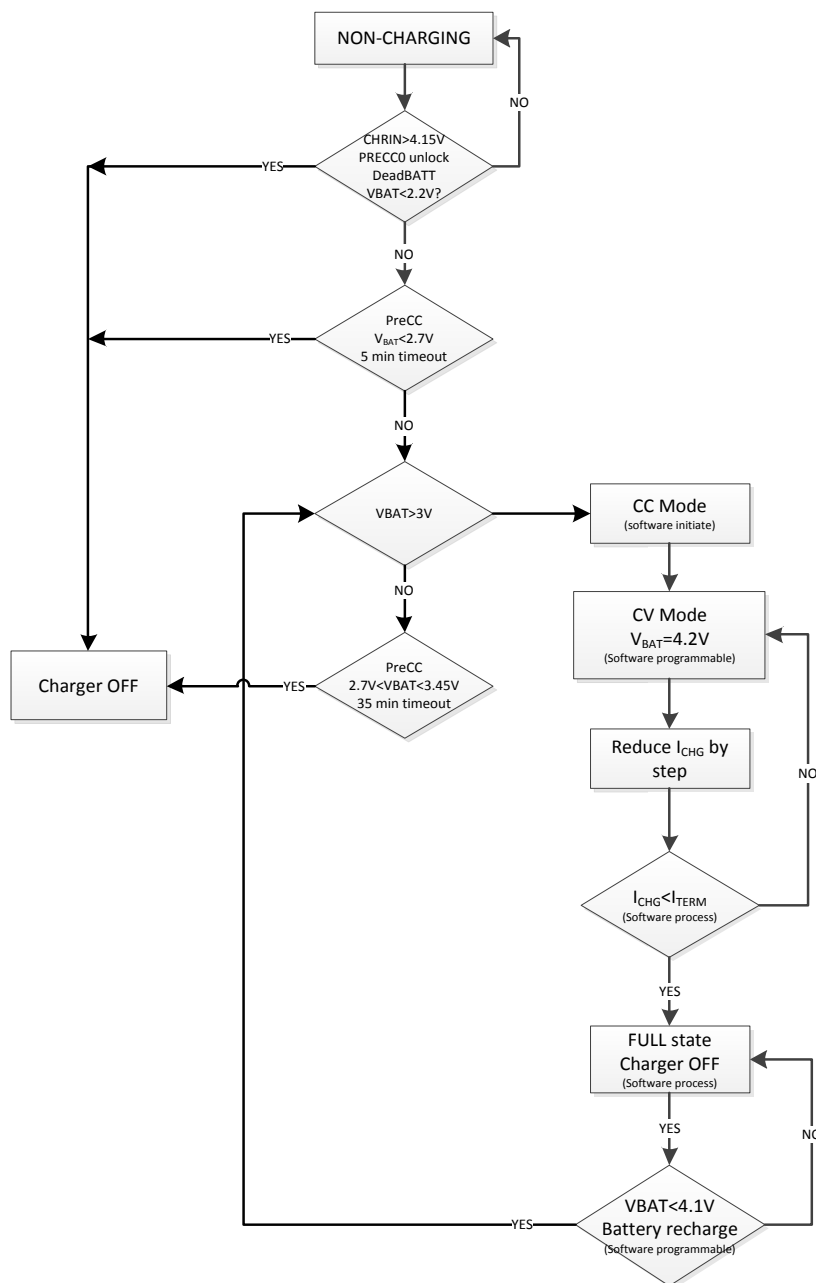 NON-CHARGING
NO
CHRIN>4.15V
PRECC0 unlock
DeadBATT
VBAT<2.2V?
YES
NO
PreCC
VBAT<2.7V
5 min timeout
YES
NO
VBAT>3V
CC Mode
(software initiate)
NO
CV Mode
VBAT=4.2V
(Software programmable)
PreCC
2.7V<VBAT<3.45V
35 min timeout
YES
Charger OFF
Reduce ICHG by
step
NO
ICHG<ITERM
(Software process)
YES
FULL state
Charger OFF
(Software process)
YES
NO
VBAT<4.1V
Battery recharge
(Software programmable)
YES